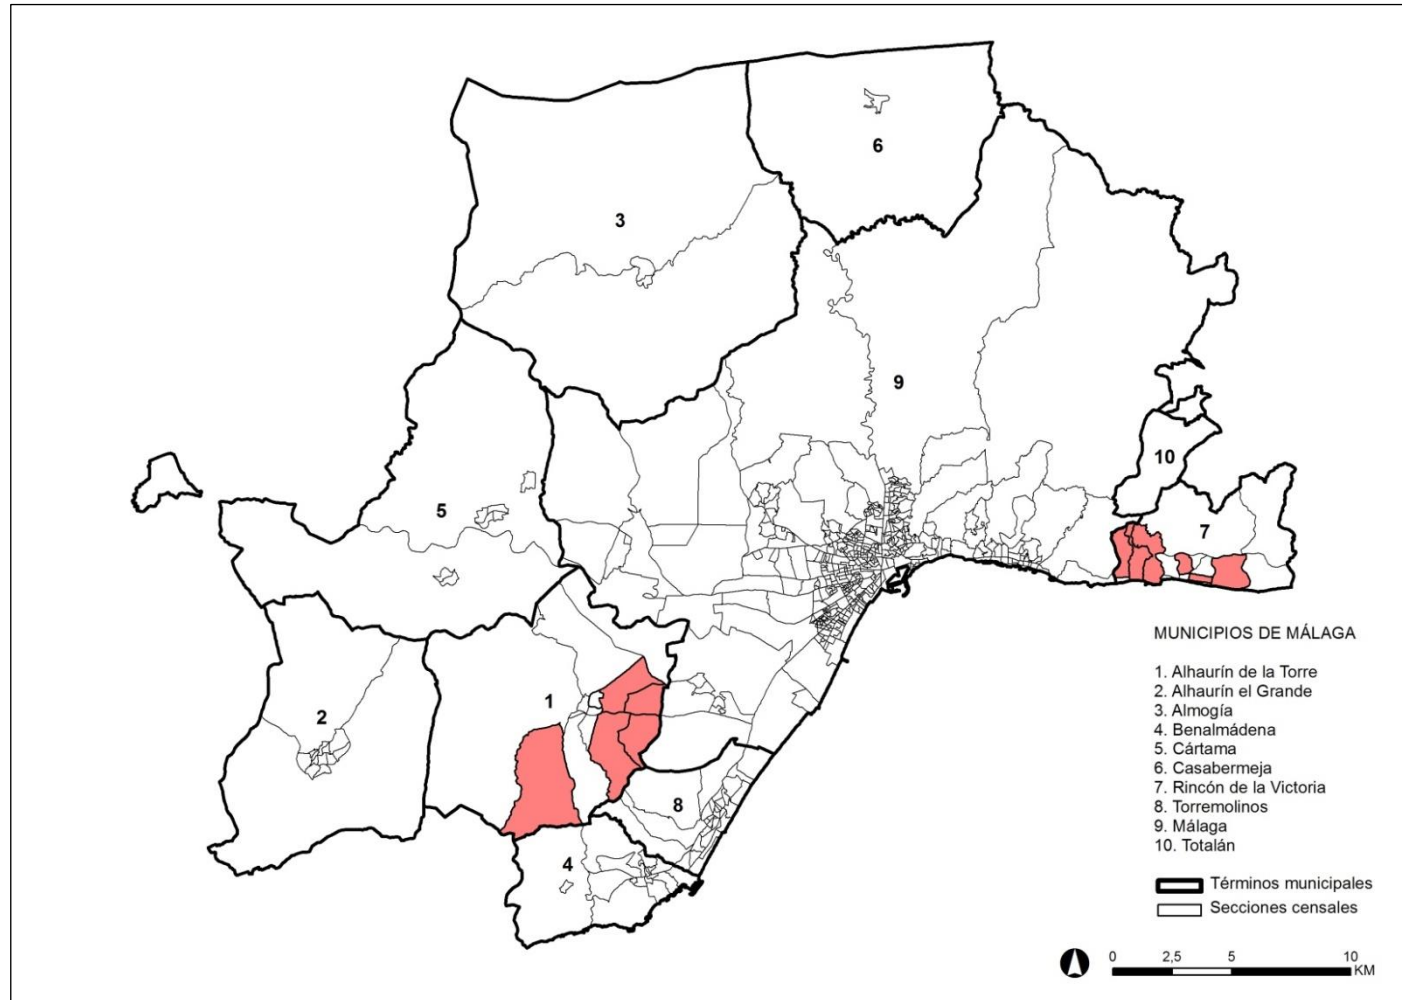 6
3
9
10
5
7
1
2
8
4
MUNICIPIOS DE MÁLAGA
1. Alhaurín de la Torre
2. Alhaurín el Grande
3. Almogía
4. Benalmádena
5. Cártama
6. Casabermeja
7. Rincón de la Victoria
8. Torremolinos
9. Málaga
10. Totalán
Términos municipales
Secciones censales
0 2,5 5 10
KM